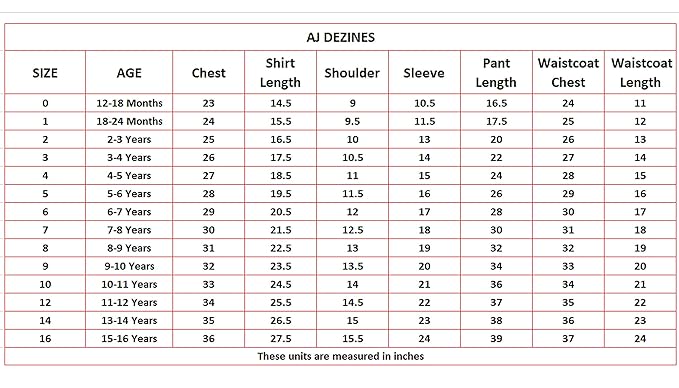 AJ DEZINES
SIZE AGE Chest Shirt Length Shoulder Sleeve Pant Length Waistcoat Chest Waistcoat Length
0 12-18 Months 23 14.5 9 10.5 16.5 24 11
1 18-24 Months 24 15.5 9.5 11.5 17.5 25 12
2 2-3 Years 25 16.5 10 13 20 26 13
3 3-4 Years 26 17.5 10.5 14 22 27 14
4 4-5 Years 27 18.5 11 15 24 28 15
5 5-6 Years 28 19.5 11.5 16 26 29 16
6 6-7 Years 29 20.5 12 17 28 30 17
7 7-8 Years 30 21.5 12.5 18 30 31 18
8 8-9 Years 31 22.5 13 19 32 32 19
9 9-10 Years 32 23.5 13.5 20 34 33 20
10 10-11 Years 33 24.5 14 21 36 34 21
12 11-12 Years 34 25.5 14.5 22 37 35 22
14 13-14 Years 35 26.5 15 23 38 36 23
16 15-16 Years 36 27.5 15.5 24 39 37 24
These units are measured in inches